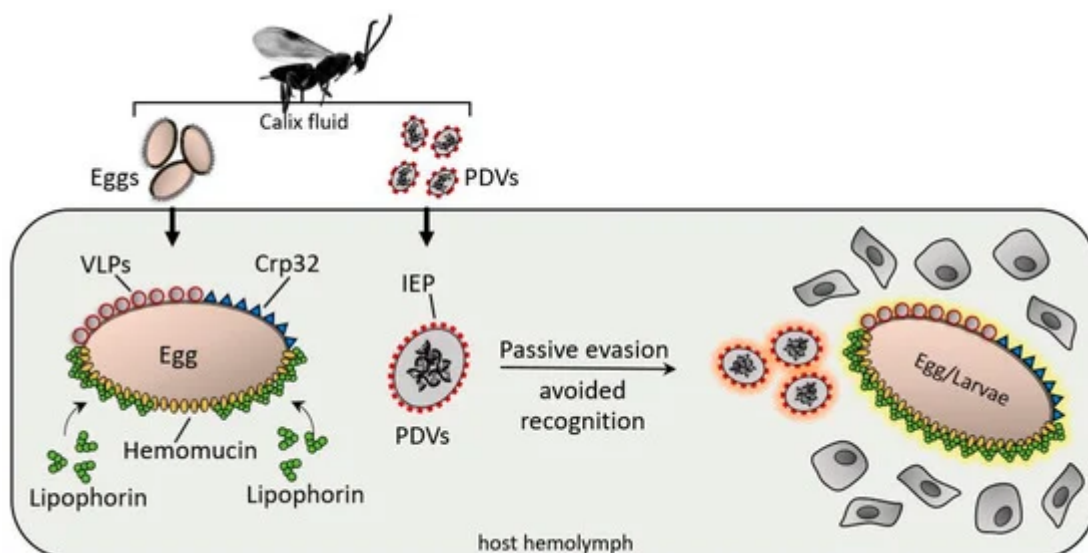 Calix fluid
Eggs
PDVs
VLPs
Crp32
IEP
Egg
Passive evasion
avoided
recognition
Egg/Larvae
PDVs
Hemomucin
Lipophorin
Lipophorin
host hemolymph